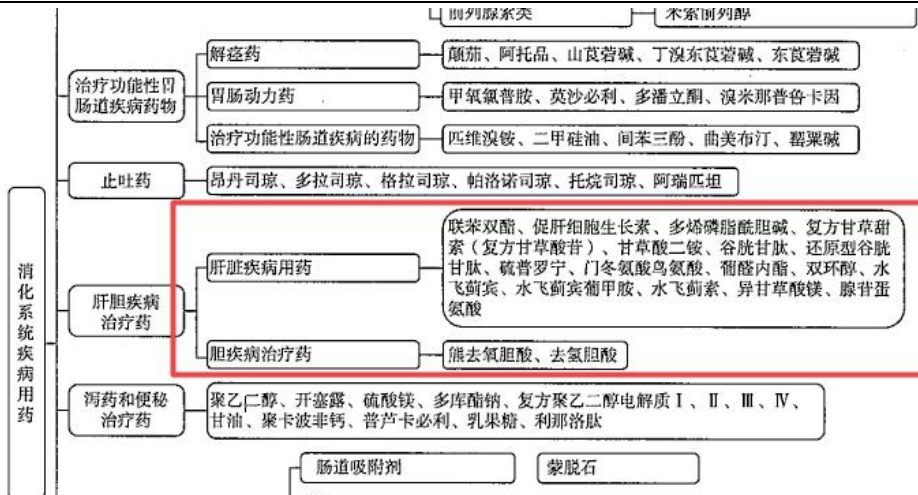 前列腺素类
米索前列醇
解痉药
颠茄、阿托品、山莨菪碱、丁溴东莨菪碱、东莨菪碱
治疗功能性胃
肠道疾病药物
胃肠动力药
甲氧氯普胺、莫沙必利、多潘立酮、溴米那普鲁卡因
治疗功能性肠道疾病的药物
匹维溴铵、二甲硅油、间苯三酚、曲美布汀、罂粟碱
止吐药
昂丹司琼、多拉司琼、格拉司琼、帕洛诺司琼、托烷司琼、阿瑞匹坦
消化系统疾病用药
肝胆疾病
治疗药
肝脏疾病用药
联苯双酯、促肝细胞生长素、多烯磷脂酰胆碱、复方甘草甜
素（复方甘草酸苷）、甘草酸二铵、谷胱甘肽、还原型谷胱
甘肽、硫普罗宁、门冬氨酸鸟氨酸、葡醛内酯、双环醇、水
飞蓟宾、水飞蓟宾葡甲胺、水飞蓟素、异甘草酸镁、腺苷蛋
氨酸
胆疾病治疗药
熊去氧胆酸、去氢胆酸
泻药和便秘
治疗药
聚乙二醇、开塞露、硫酸镁、多库酯钠、复方聚乙二醇电解质Ⅰ、Ⅱ、Ⅲ、Ⅳ、
甘油、聚卡波非钙、普芦卡必利、乳果糖、利那洛肽
肠道吸附剂
蒙脱石